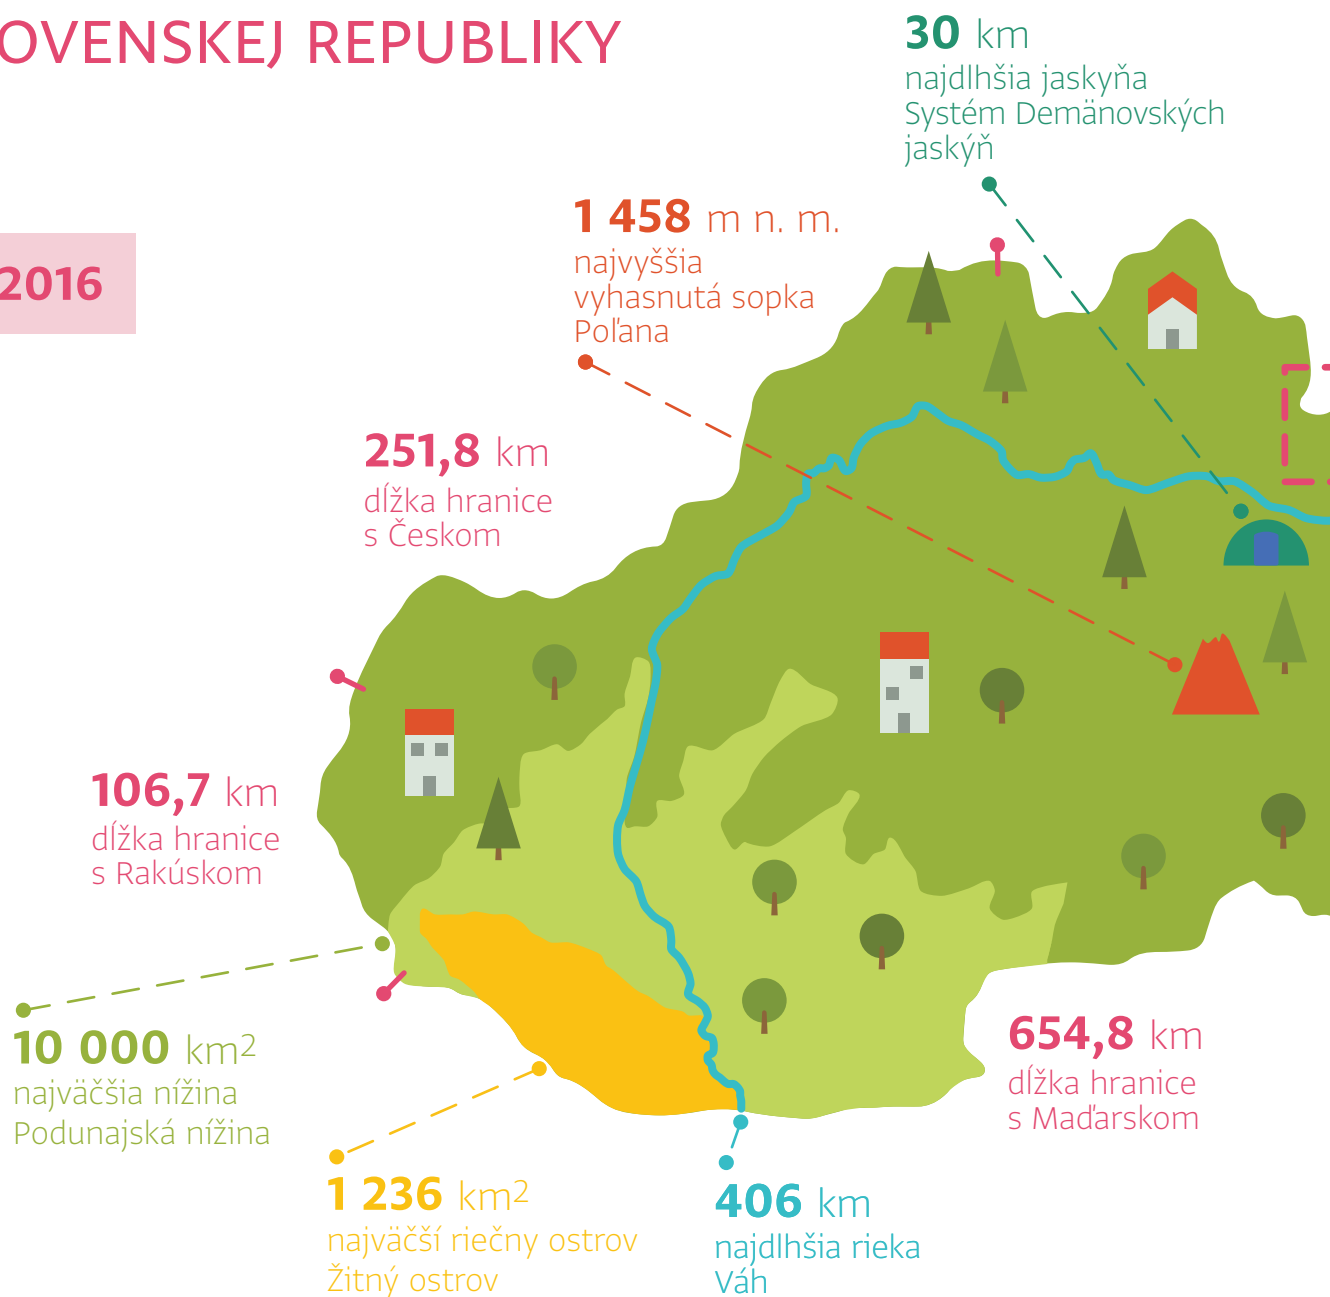 OVENSKEJ REPUBLIKY
2016
30 km
najdlhšia jaskyňa
Systém Demänovských
jaskýň
1 458 m n. m.
najvyššia
vyhasnutá sopka
Poľana
251,8 km
dĺžka hranice
s Českom
106,7 km
dĺžka hranice
s Rakúskom
10 000 km²
najväčšia nížina
Podunajská nížina
654,8 km
dĺžka hranice
s Maďarskom
1 236 km²
najväčší riečny ostrov
Žitný ostrov
406 km
najdlhšia rieka
Váh